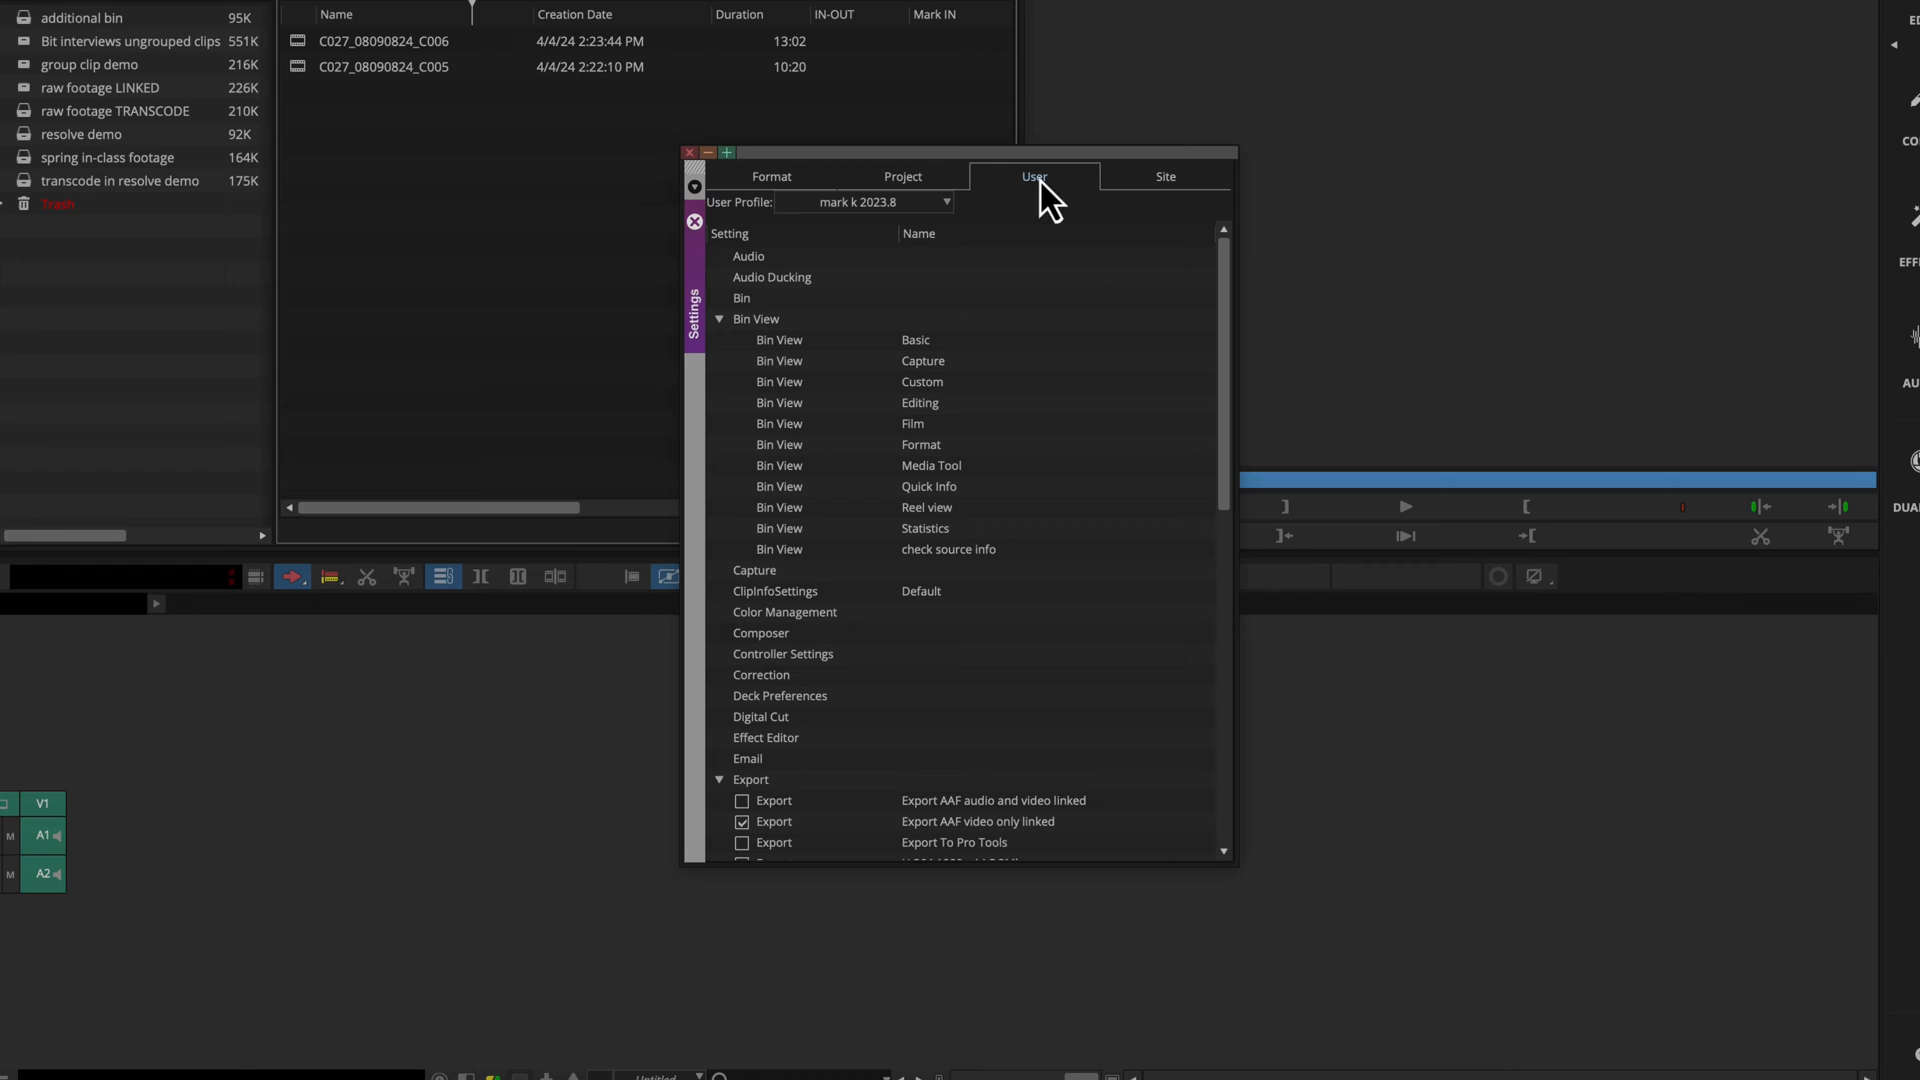 additional bin 95K
Bit interviews ungrouped clips 551K
group clip demo 216K
raw footage LINKED 226K
raw footage TRANSCODE 210K
resolve demo 92K
spring in-class footage 164K
transcode in resolve demo 175K
Trash
Name Creation Date Duration IN-OUT Mark IN
C027_08090824_C006 4/4/24 2:23:44 PM 13:02
C027_08090824_C005 4/4/24 2:22:10 PM 10:20
Format Project User Site
User Profile: mark k 2023.8
Settings
Setting Name
Audio
Audio Ducking
Bin
Bin View
Bin View Basic
Bin View Capture
Bin View Custom
Bin View Editing
Bin View Film
Bin View Format
Bin View Media Tool
Bin View Quick Info
Bin View Reel view
Bin View Statistics
Bin View check source info
Capture
ClipInfoSettings Default
Color Management
Composer
Controller Settings
Correction
Deck Preferences
Digital Cut
Effect Editor
Email
Export
Export Export AAF audio and video linked
Export Export AAF video only linked
Export Export To Pro Tools
V1
M A1
M A2
Untitled
ED
CO
EFF
AU
DUA